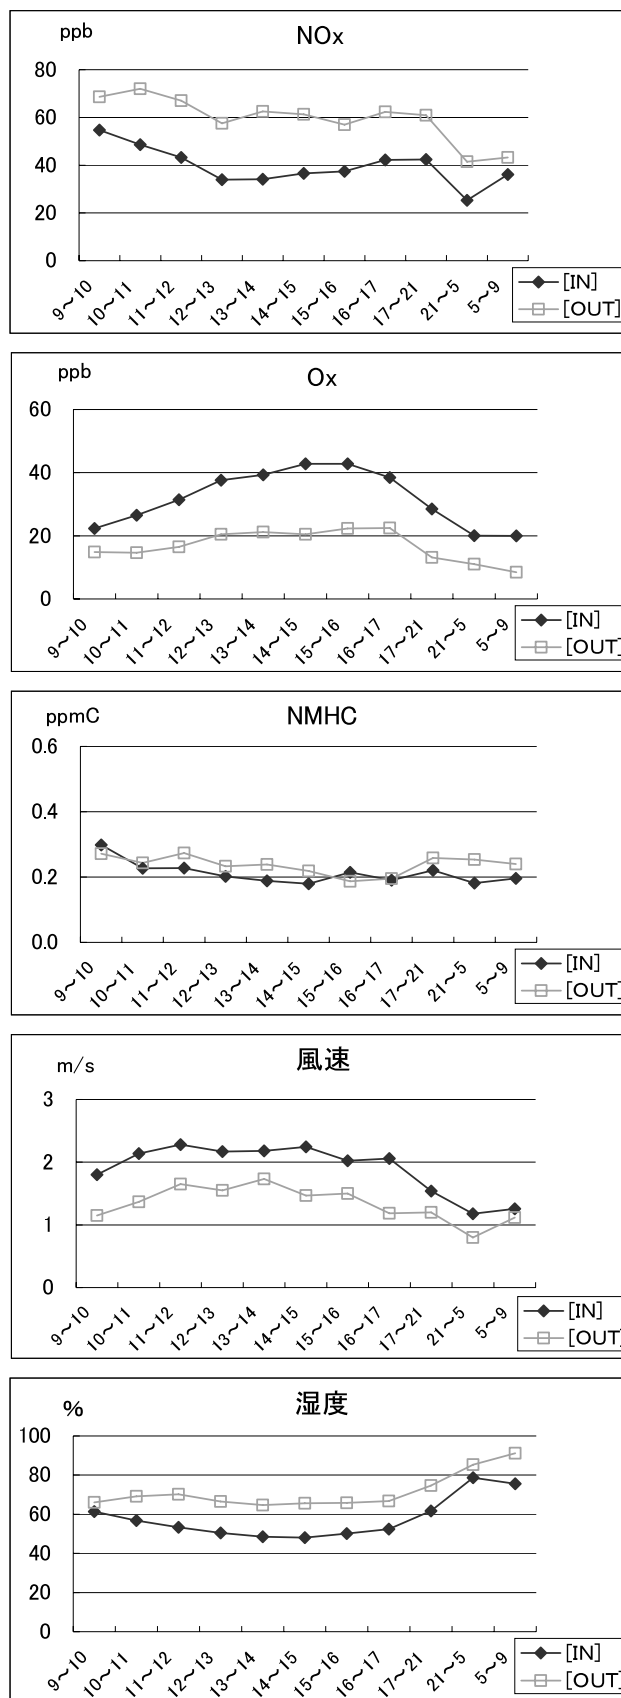 NOx
ppb
80
60
40
20
0
9～10 10～11 11～12 12～13 13～14 14～15 15～16 16～17 17～21 21～5 5～9
[IN]
[OUT]
Ox
ppb
60
40
20
0
9～10 10～11 11～12 12～13 13～14 14～15 15～16 16～17 17～21 21～5 5～9
[IN]
[OUT]
NMHC
ppmC
0.6
0.4
0.2
0.0
9～10 10～11 11～12 12～13 13～14 14～15 15～16 16～17 17～21 21～5 5～9
[IN]
[OUT]
風速
m/s
3
2
1
0
9～10 10～11 11～12 12～13 13～14 14～15 15～16 16～17 17～21 21～5 5～9
[IN]
[OUT]
湿度
%
100
80
60
40
20
0
9～10 10～11 11～12 12～13 13～14 14～15 15～16 16～17 17～21 21～5 5～9
[IN]
[OUT]